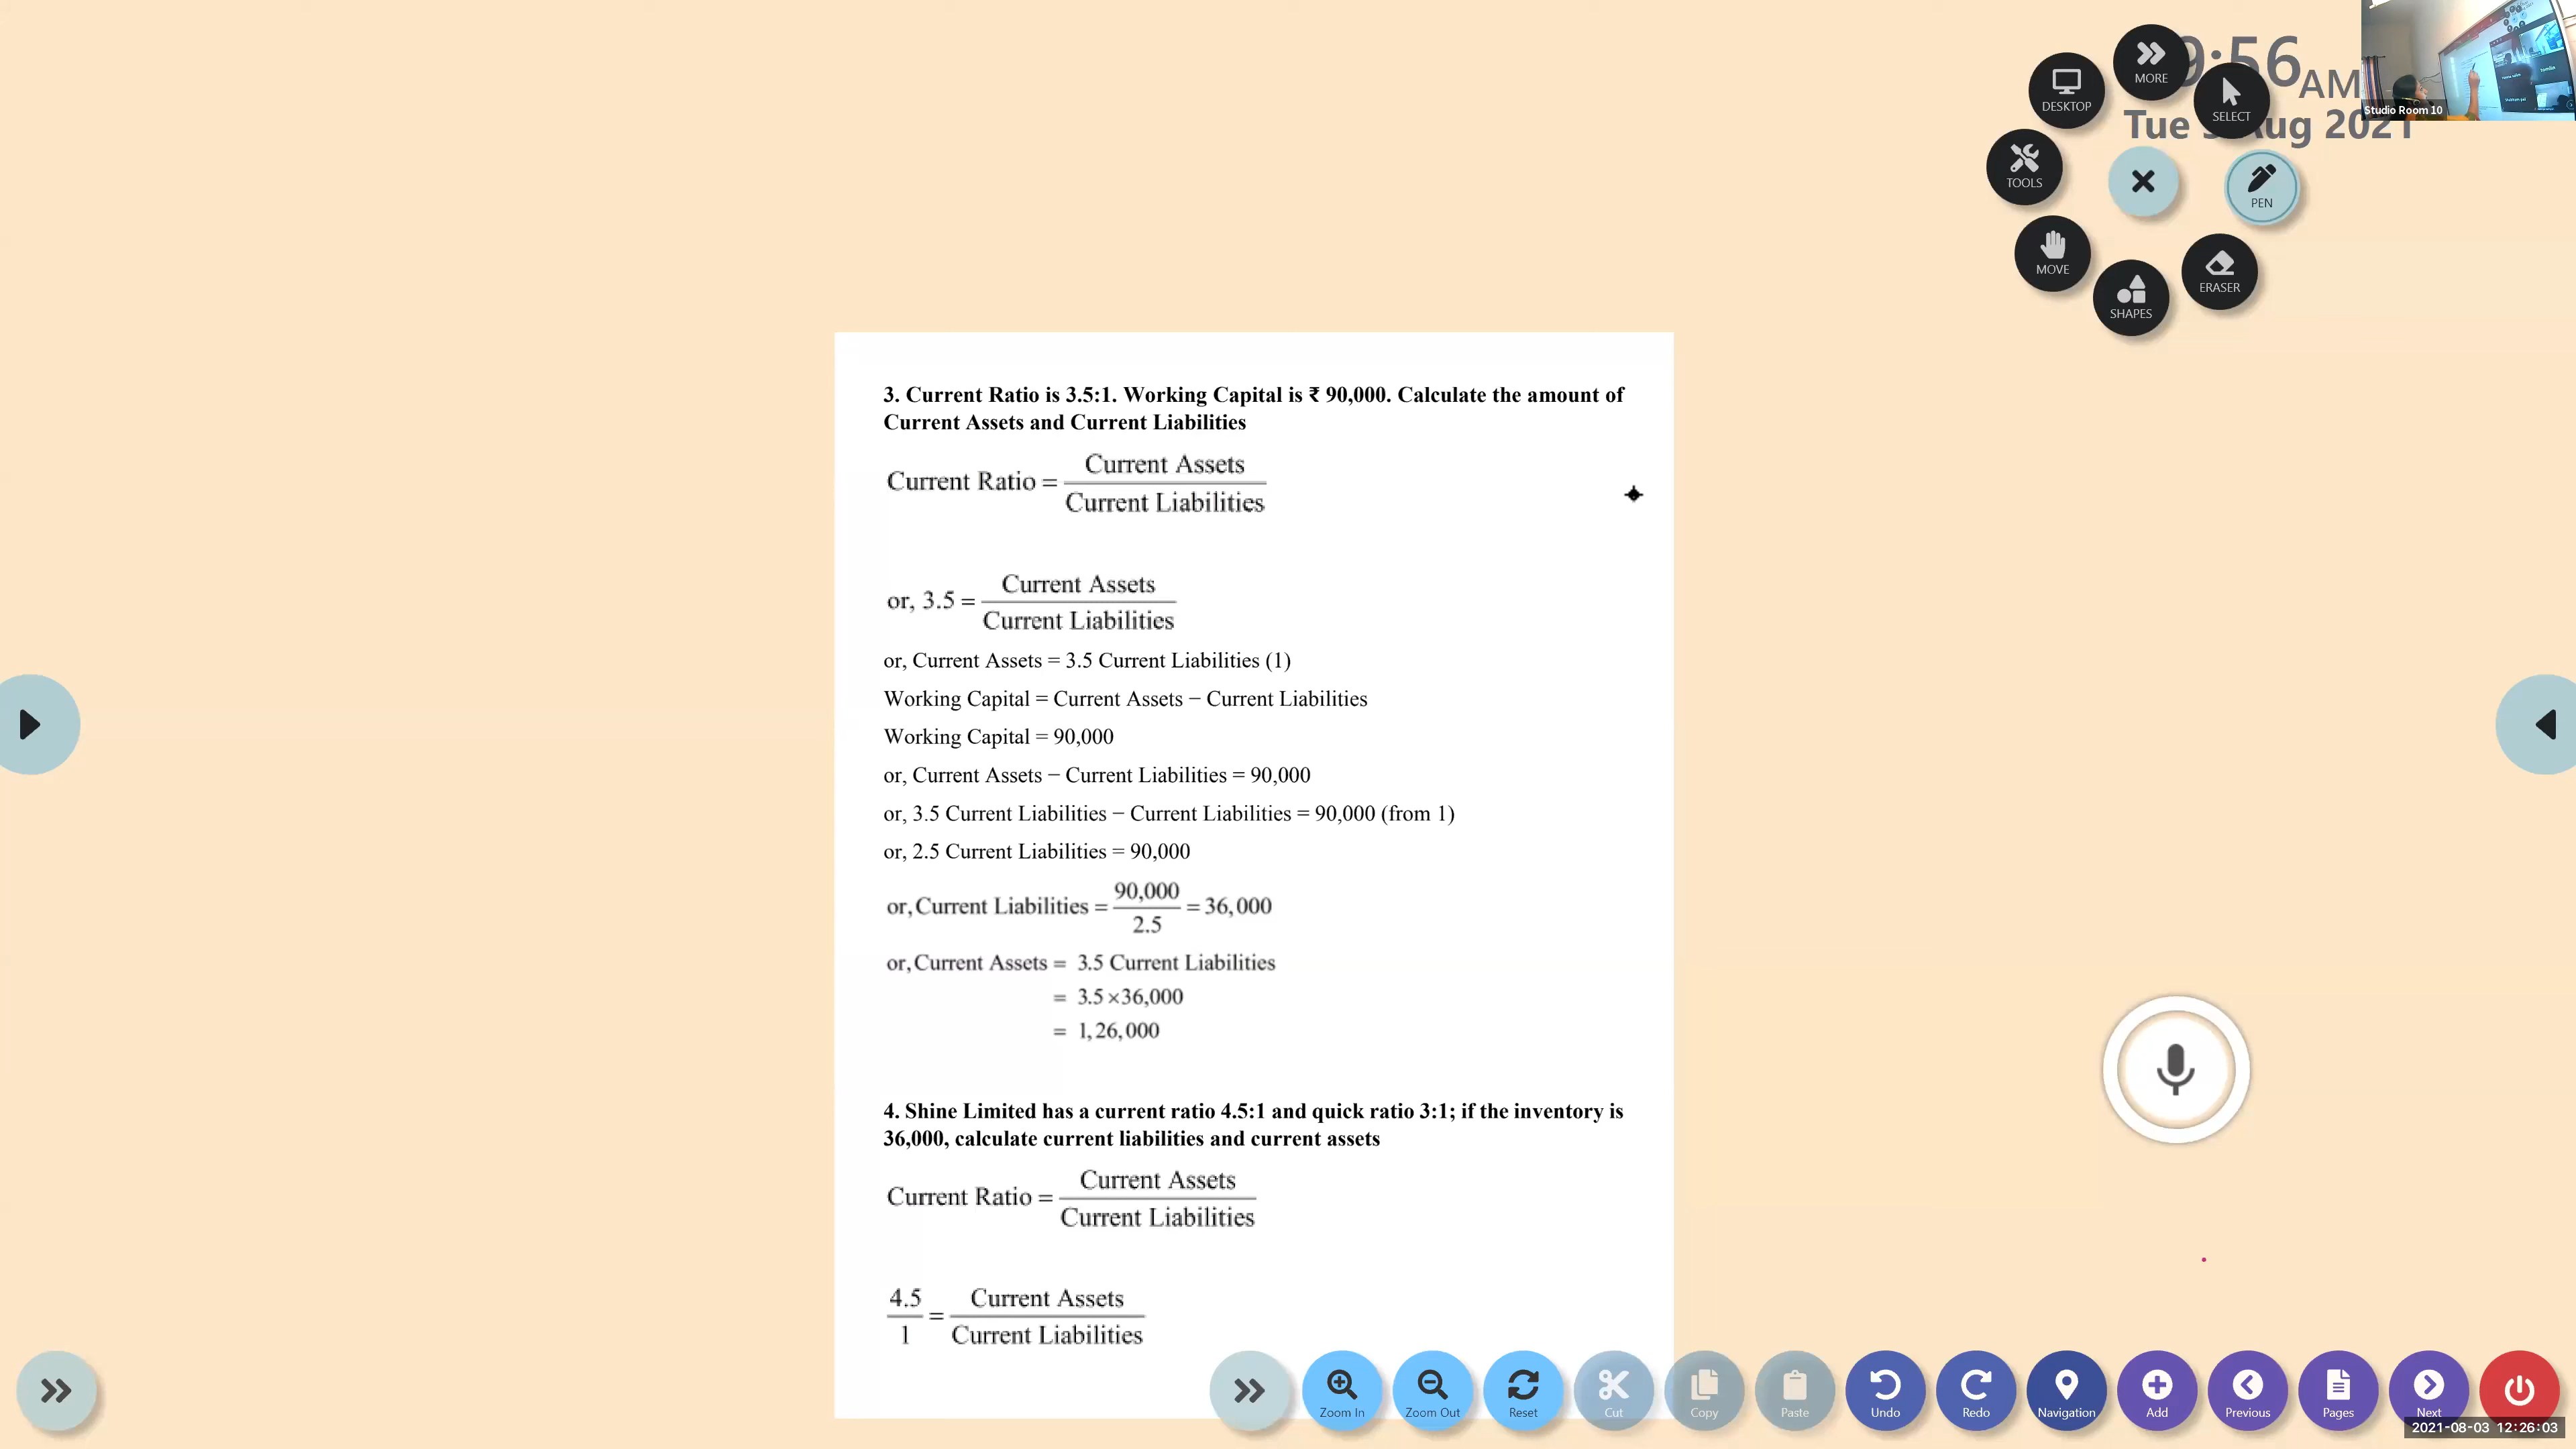 9:56 AM
Tue 3 Aug 2021
Studio Room 10
MORE
DESKTOP
SELECT
TOOLS
PEN
MOVE
ERASER
SHAPES
3. Current Ratio is 3.5:1. Working Capital is ₹ 90,000. Calculate the amount of
Current Assets and Current Liabilities
Current Ratio = Current Assets / Current Liabilities
or, 3.5 = Current Assets / Current Liabilities
or, Current Assets = 3.5 Current Liabilities (1)
Working Capital = Current Assets − Current Liabilities
Working Capital = 90,000
or, Current Assets − Current Liabilities = 90,000
or, 3.5 Current Liabilities − Current Liabilities = 90,000 (from 1)
or, 2.5 Current Liabilities = 90,000
or, Current Liabilities = 90,000 / 2.5 = 36,000
or, Current Assets = 3.5 Current Liabilities
= 3.5 × 36,000
= 1,26,000
4. Shine Limited has a current ratio 4.5:1 and quick ratio 3:1; if the inventory is
36,000, calculate current liabilities and current assets
Current Ratio = Current Assets / Current Liabilities
4.5 / 1 = Current Assets / Current Liabilities
Zoom In
Zoom Out
Reset
Cut
Copy
Paste
Undo
Redo
Navigation
Add
Previous
Pages
Next
2021-08-03 12:26:03